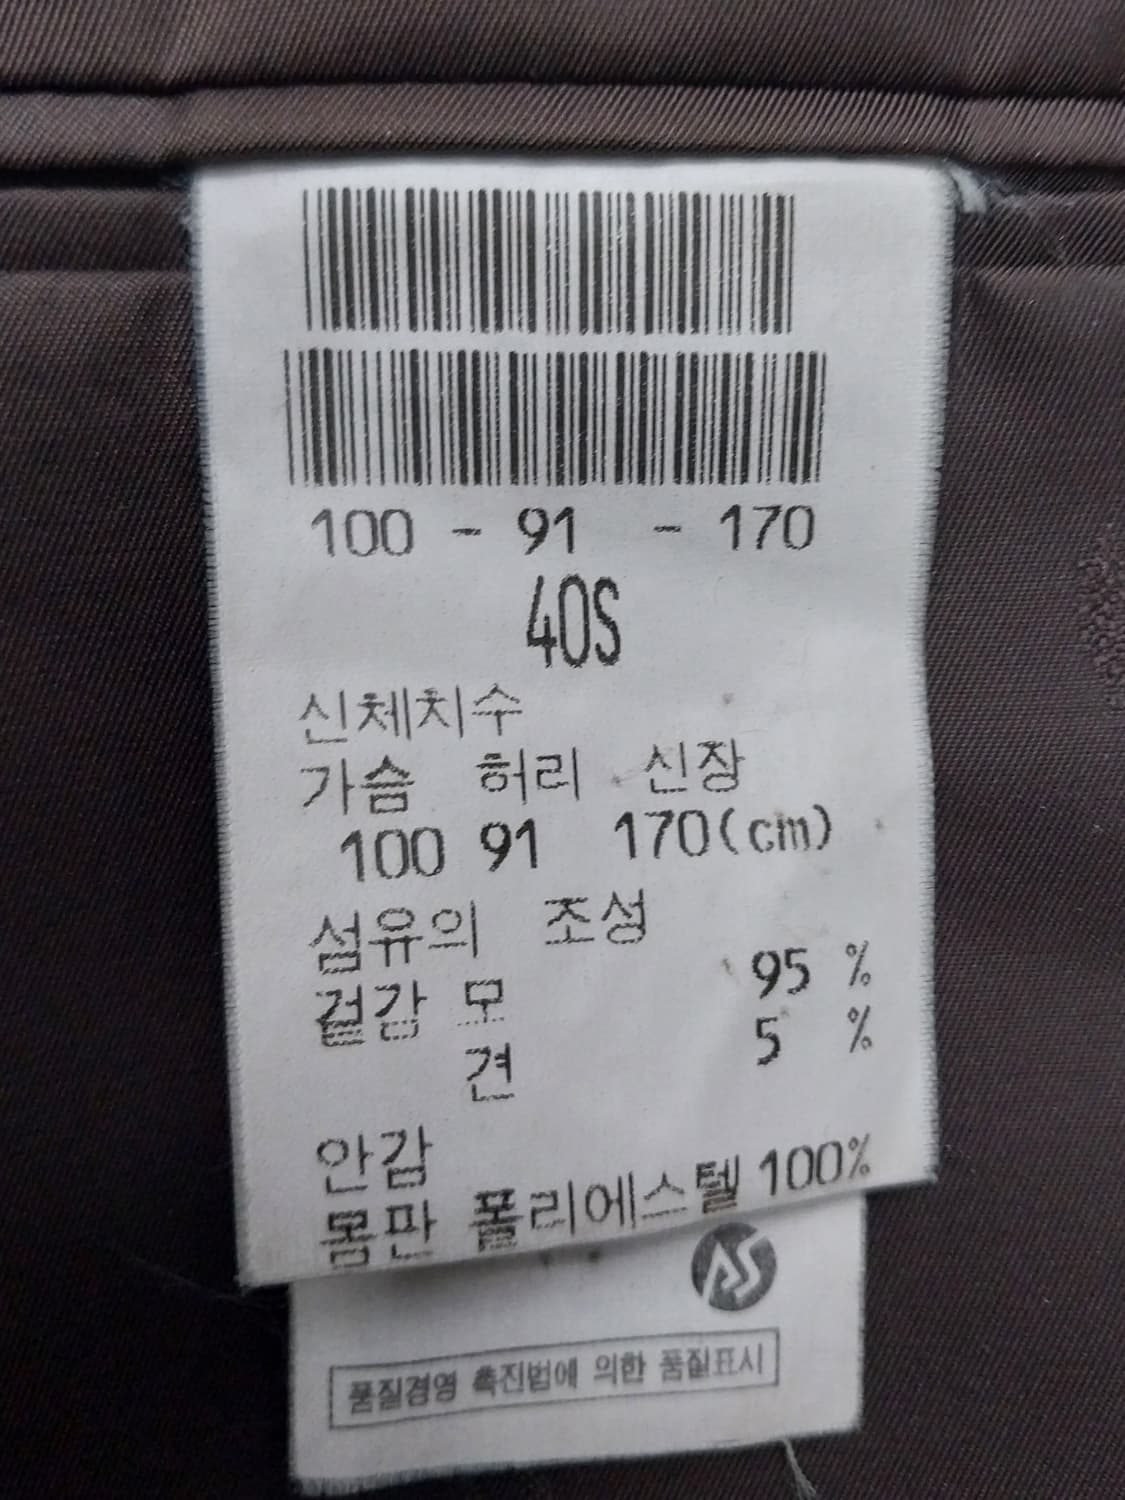 100 - 91 - 170
40S
신체치수
가슴 허리 신장
100 91 170(cm)
섬유의 조성
겉감 모 95 %
견 5 %
안감
몸판 폴리에스텔 100%
AS
품질경영 촉진법에 의한 품질표시